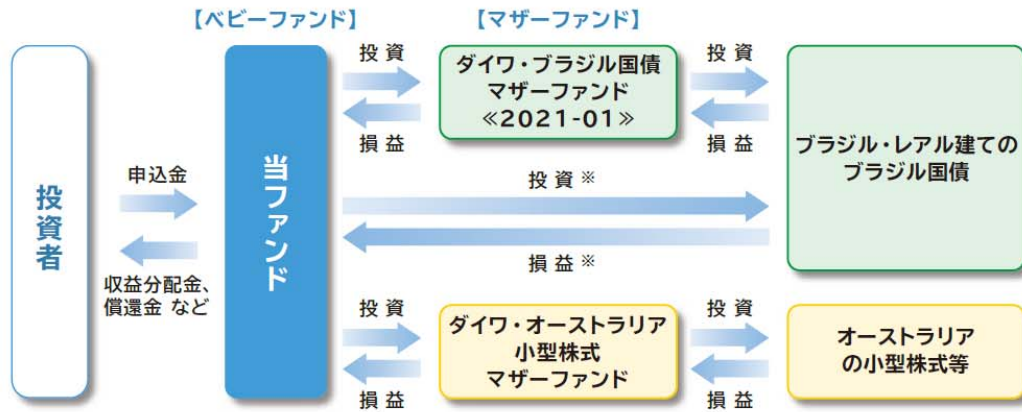 【ベビーファンド】
【マザーファンド】
投資者
申込金
収益分配金、
償還金 など
当ファンド
投 資
損 益
ダイワ・ブラジル国債
マザーファンド
≪2021-01≫
投 資
損 益
ブラジル・レアル建ての
ブラジル国債
投 資 ※
損 益 ※
投 資
損 益
ダイワ・オーストラリア
小型株式
マザーファンド
投 資
損 益
オーストラリア
の小型株式等